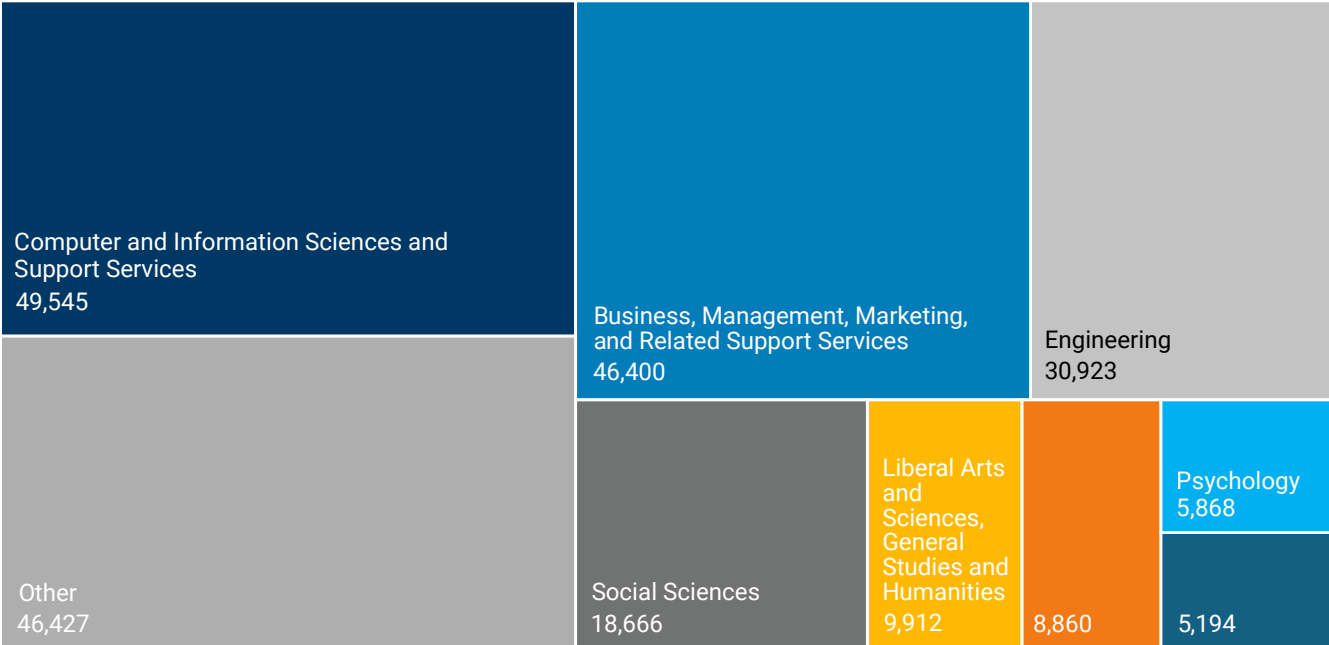 Computer and Information Sciences and
Support Services
49,545
Business, Management, Marketing,
and Related Support Services
46,400
Engineering
30,923
Other
46,427
Social Sciences
18,666
Liberal Arts
and
Sciences,
General
Studies and
Humanities
9,912
8,860
Psychology
5,868
5,194